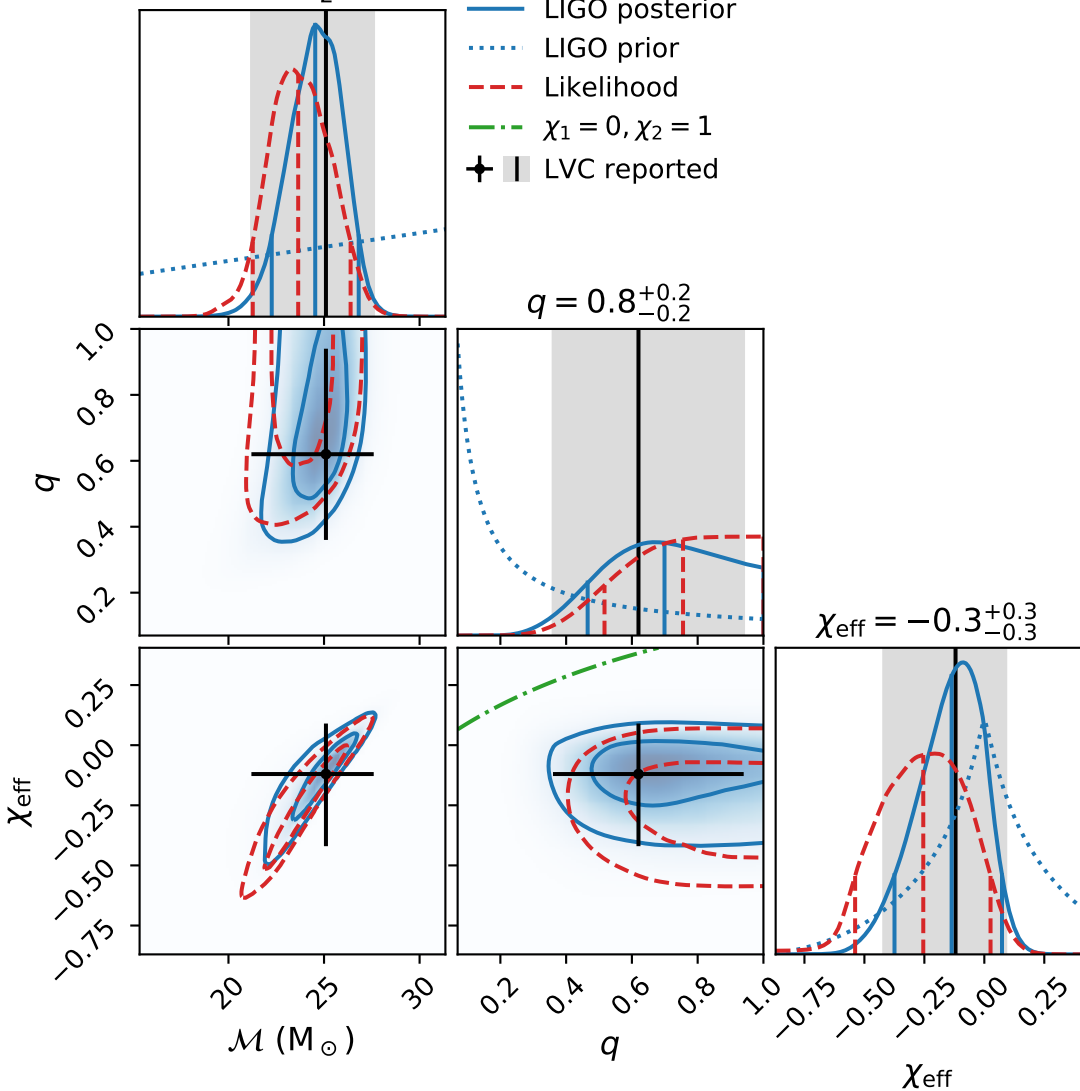 2
LIGO posterior
LIGO prior
Likelihood
χ₁ = 0, χ₂ = 1
LVC reported
q = 0.8^{+0.2}_{−0.2}
1.0
0.8
0.6
0.4
0.2
q
χ_eff = −0.3^{+0.3}_{−0.3}
0.25
0.00
−0.25
−0.50
−0.75
χ_eff
20 25 30
ℳ (M_⊙)
0.2 0.4 0.6 0.8 1.0
q
−0.75 −0.50 −0.25 0.00 0.25
χ_eff